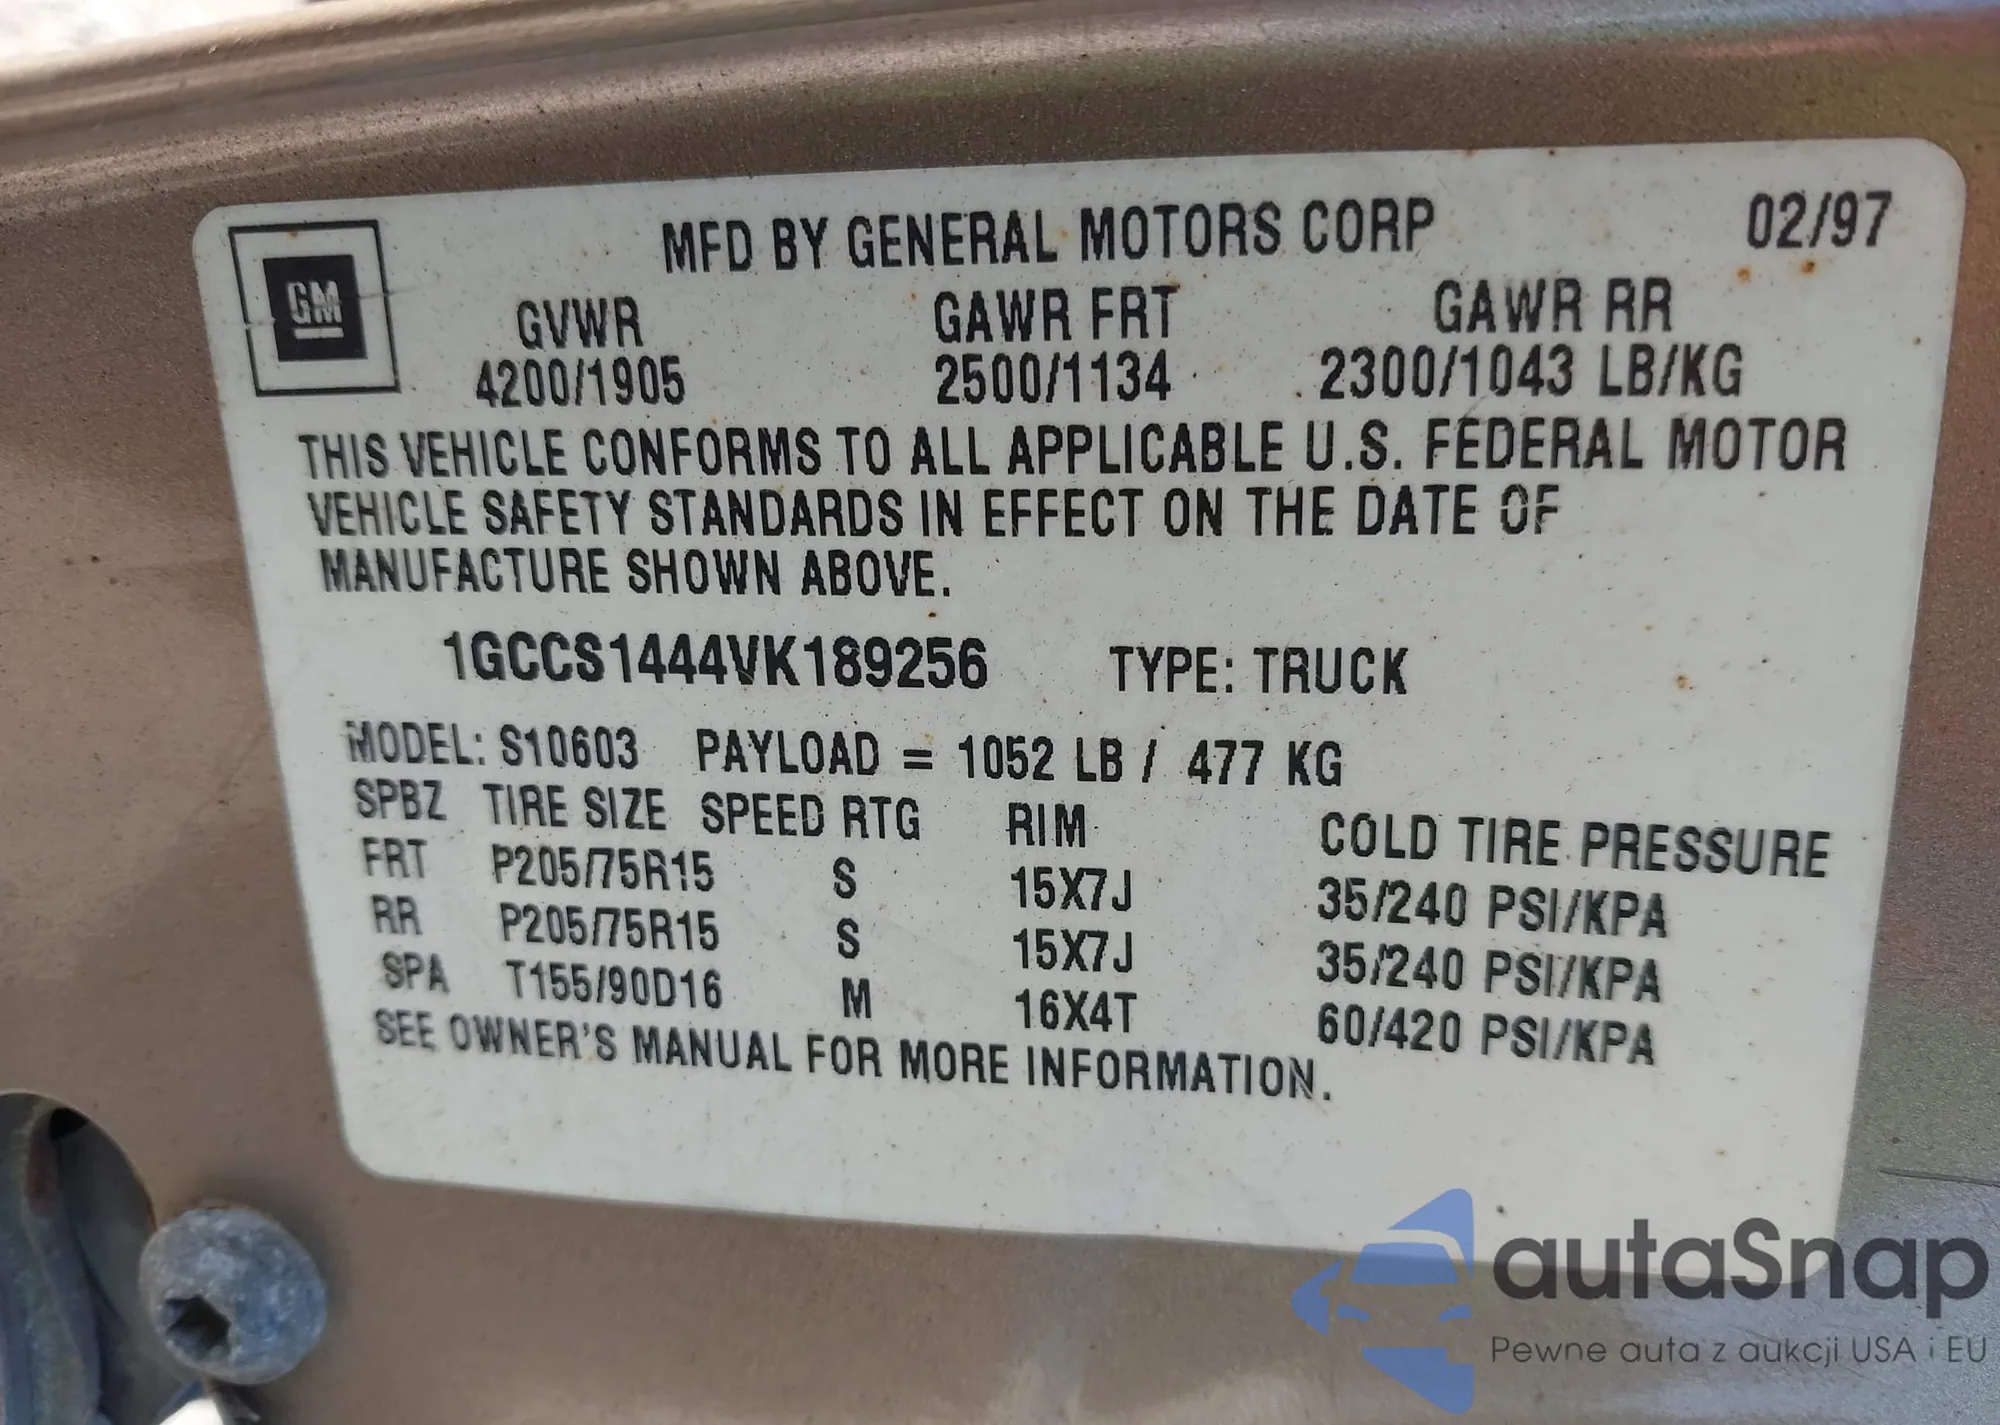 GM
MFD BY GENERAL MOTORS CORP 02/97
GVWR GAWR FRT GAWR RR
4200/1905 2500/1134 2300/1043 LB/KG
THIS VEHICLE CONFORMS TO ALL APPLICABLE U.S. FEDERAL MOTOR
VEHICLE SAFETY STANDARDS IN EFFECT ON THE DATE OF
MANUFACTURE SHOWN ABOVE.
1GCCS1444VK189256 TYPE: TRUCK
MODEL: S10603 PAYLOAD = 1052 LB / 477 KG
SPBZ TIRE SIZE SPEED RTG RIM COLD TIRE PRESSURE
FRT P205/75R15 S 15X7J 35/240 PSI/KPA
RR P205/75R15 S 15X7J 35/240 PSI/KPA
SPA T155/90D16 M 16X4T 60/420 PSI/KPA
SEE OWNER'S MANUAL FOR MORE INFORMATION.
autaSnap
Pewne auta z aukcji USA i EU